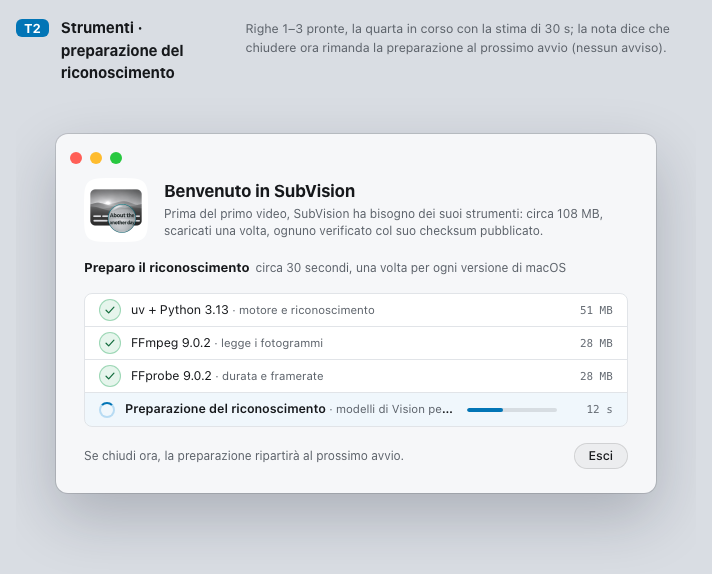 T2
Strumenti ·
preparazione del
riconoscimento
Righe 1–3 pronte, la quarta in corso con la stima di 30 s; la nota dice che
chiudere ora rimanda la preparazione al prossimo avvio (nessun avviso).
About the
another day
Benvenuto in SubVision
Prima del primo video, SubVision ha bisogno dei suoi strumenti: circa 108 MB,
scaricati una volta, ognuno verificato col suo checksum pubblicato.
Preparo il riconoscimento circa 30 secondi, una volta per ogni versione di macOS
uv + Python 3.13 · motore e riconoscimento 51 MB
FFmpeg 9.0.2 · legge i fotogrammi 28 MB
FFprobe 9.0.2 · durata e framerate 28 MB
Preparazione del riconoscimento · modelli di Vision pe... 12 s
Se chiudi ora, la preparazione ripartirà al prossimo avvio.
Esci